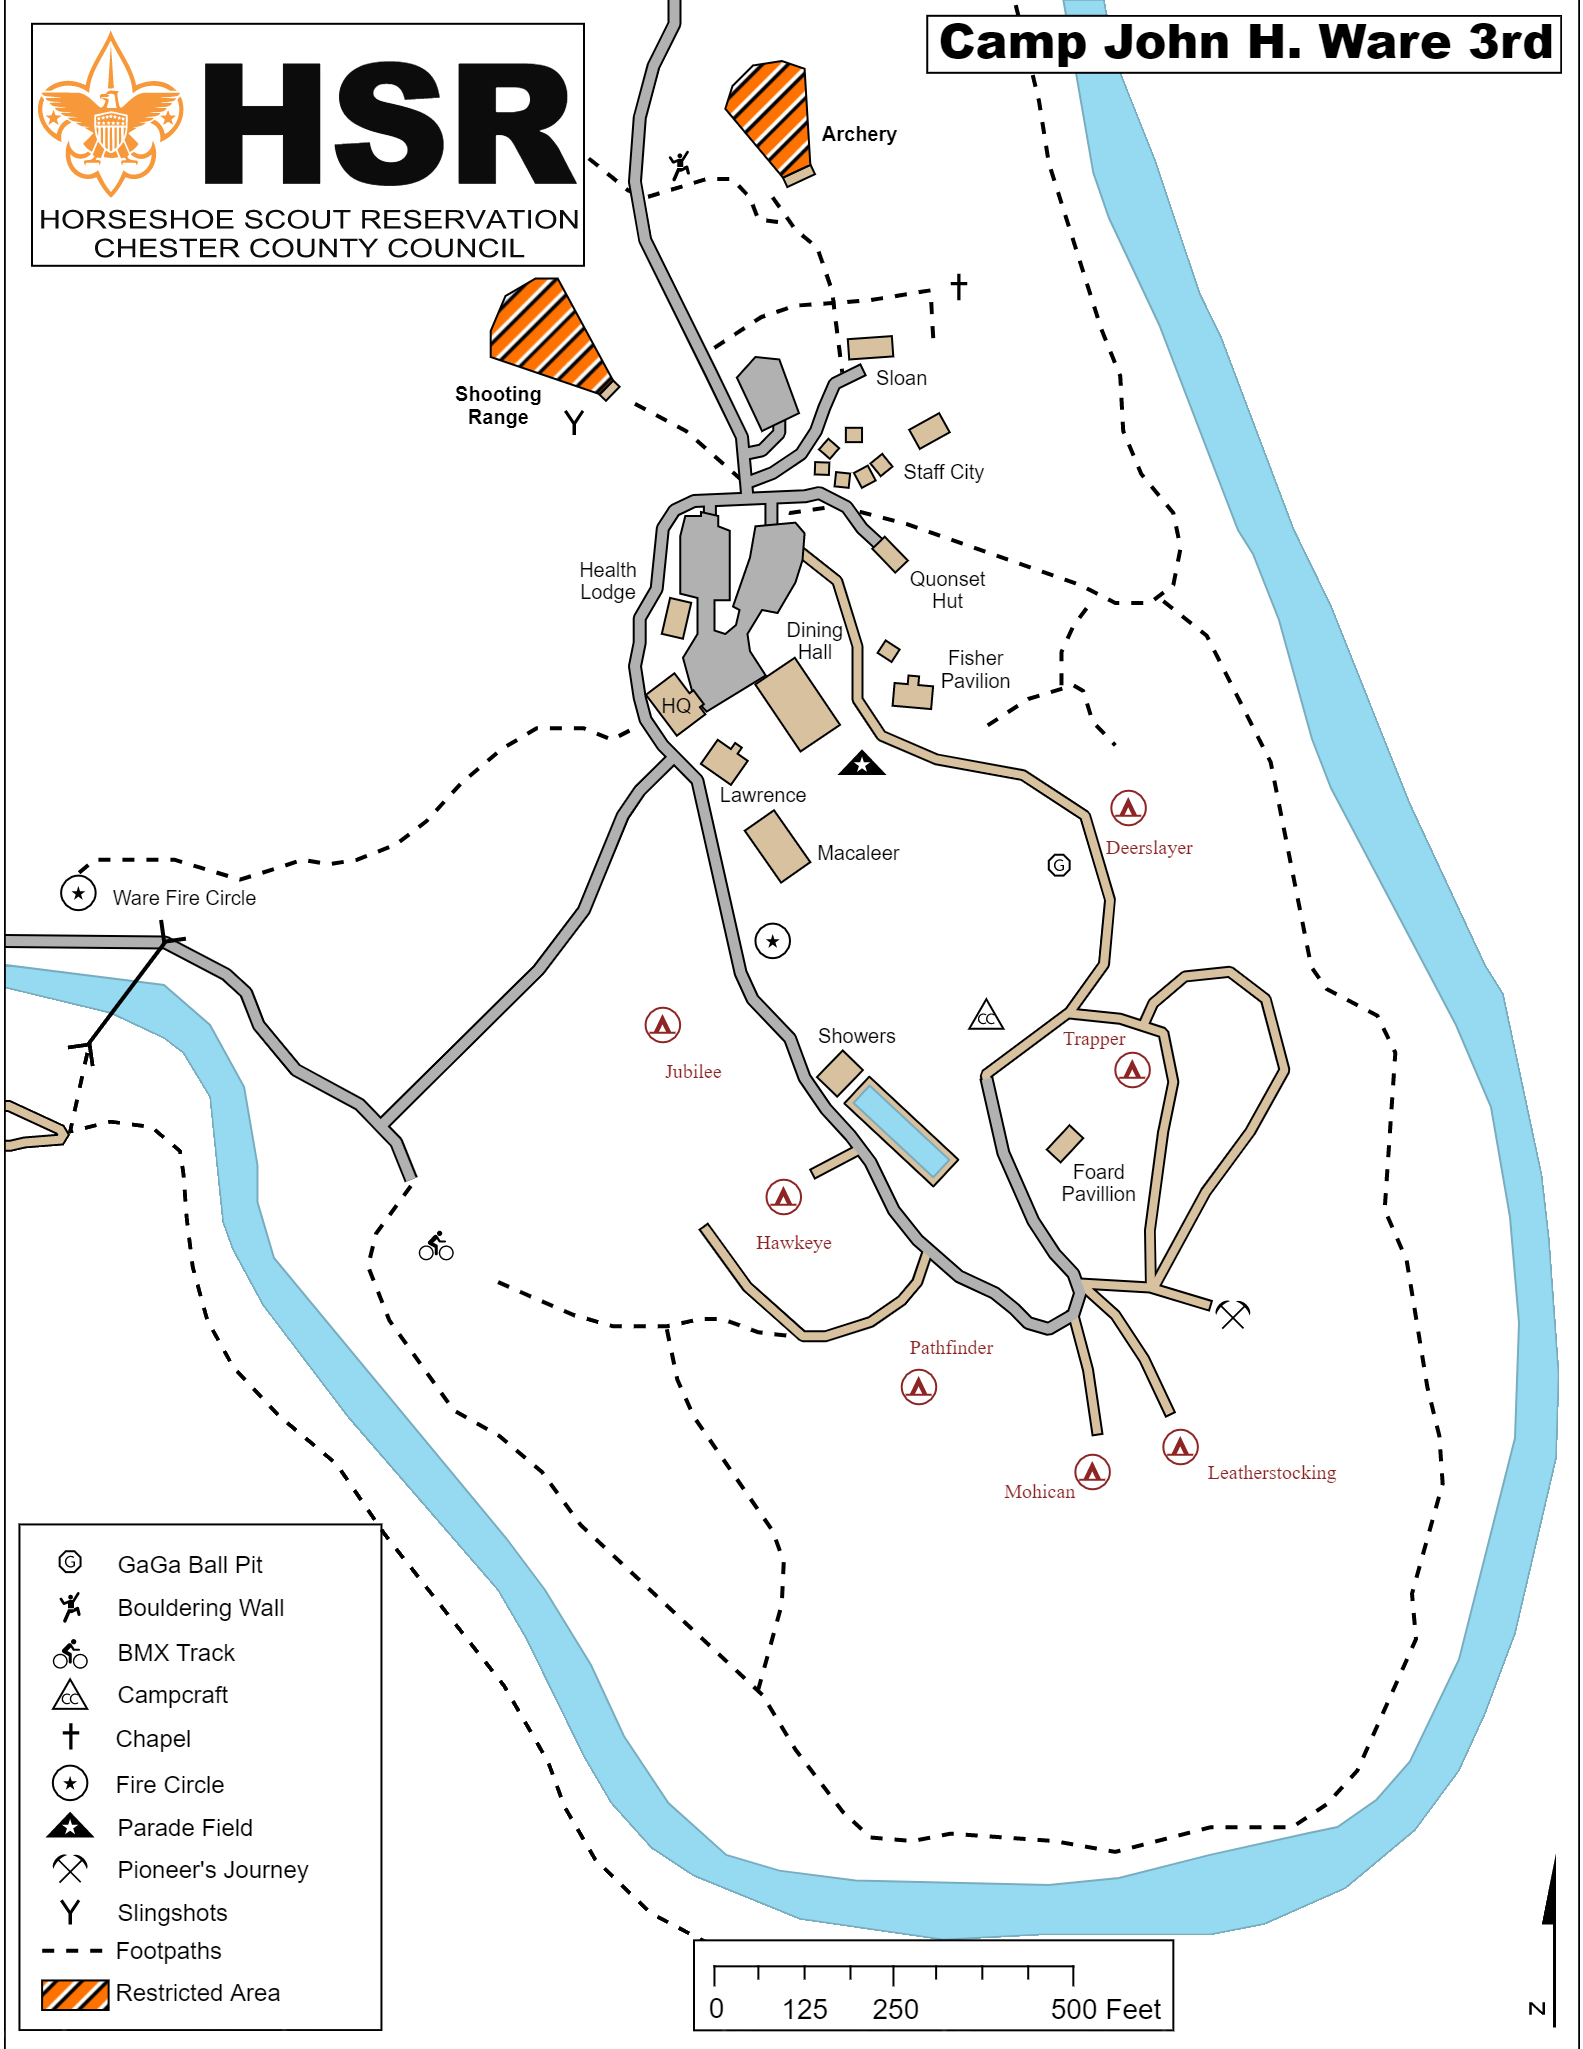 HSR
HORSESHOE SCOUT RESERVATION
CHESTER COUNTY COUNCIL
Camp John H. Ware 3rd
Archery
Shooting
Range
Sloan
Staff City
Health
Lodge
Quonset
Hut
Dining
Hall
Fisher
Pavilion
HQ
Lawrence
Macaleer
Deerslayer
G
Ware Fire Circle
Jubilee
Showers
CC
Trapper
Foard
Pavillion
Hawkeye
Pathfinder
Mohican
Leatherstocking
G GaGa Ball Pit
Bouldering Wall
BMX Track
CC Campcraft
Chapel
Fire Circle
Parade Field
Pioneer's Journey
Slingshots
Footpaths
Restricted Area
0 125 250 500 Feet
N